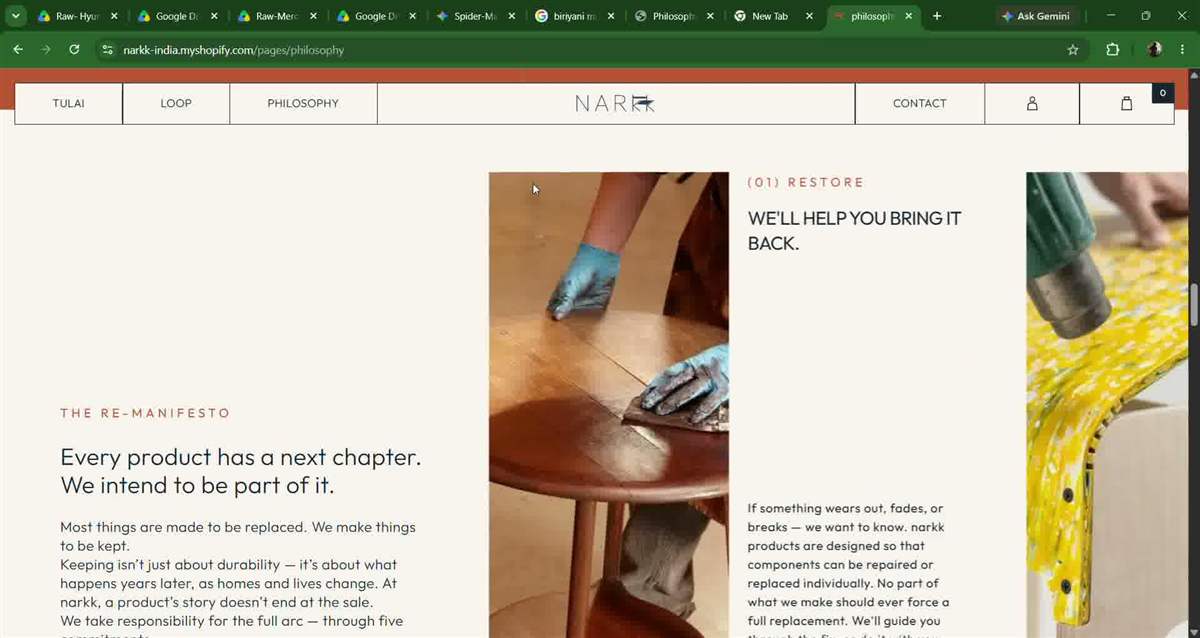 Raw- Hyu
Google D
Raw-Merc
Google D
Spider-Ma
biriyani m
Philosoph
New Tab
philosoph
Ask Gemini
narkk-india.myshopify.com/pages/philosophy
TULAI
LOOP
PHILOSOPHY
NARKK
CONTACT
0
THE RE-MANIFESTO
Every product has a next chapter.
We intend to be part of it.
Most things are made to be replaced. We make things
to be kept.
Keeping isn't just about durability — it's about what
happens years later, as homes and lives change. At
narkk, a product's story doesn't end at the sale.
We take responsibility for the full arc — through five
(01) RESTORE
WE'LL HELP YOU BRING IT
BACK.
If something wears out, fades, or
breaks — we want to know. narkk
products are designed so that
components can be repaired or
replaced individually. No part of
what we make should ever force a
full replacement. We'll guide you